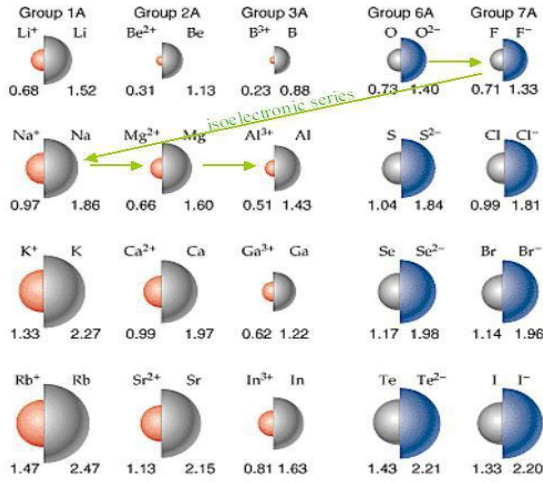 Group 1A Group 2A Group 3A Group 6A Group 7A
Li⁺ Li Be²⁺ Be B³⁺ B O O²⁻ F F⁻
0.68 1.52 0.31 1.13 0.23 0.88 0.73 1.40 0.71 1.33
isoelectronic series
Na⁺ Na Mg²⁺ Mg Al³⁺ Al S S²⁻ Cl Cl⁻
0.97 1.86 0.66 1.60 0.51 1.43 1.04 1.84 0.99 1.81
K⁺ K Ca²⁺ Ca Ga³⁺ Ga Se Se²⁻ Br Br⁻
1.33 2.27 0.99 1.97 0.62 1.22 1.17 1.98 1.14 1.96
Rb⁺ Rb Sr²⁺ Sr In³⁺ In Te Te²⁻ I I⁻
1.47 2.47 1.13 2.15 0.81 1.63 1.43 2.21 1.33 2.20